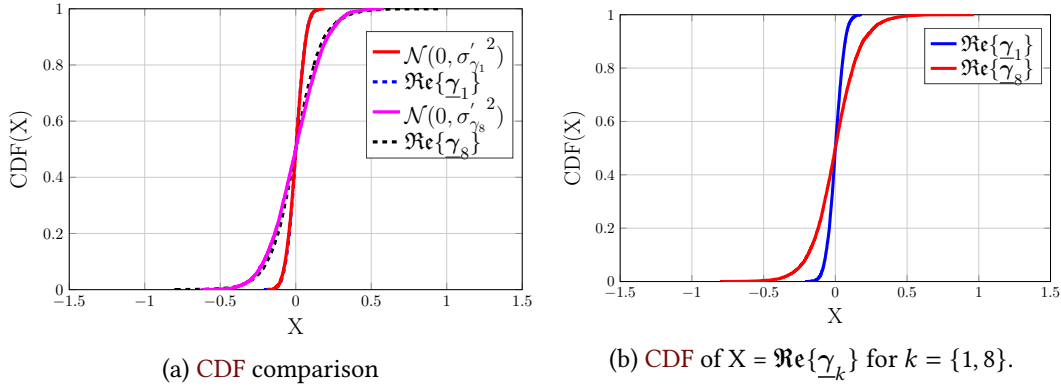 1
0.8
0.6
0.4
0.2
0
CDF(X)
−1.5 −1 −0.5 0 0.5 1 1.5
X
𝒩(0, σ′_γ₁²)
ℜe{γ₁}
𝒩(0, σ′_γ₈²)
ℜe{γ₈}
(a) CDF comparison
1
0.8
0.6
0.4
0.2
0
CDF(X)
−1.5 −1 −0.5 0 0.5 1 1.5
X
ℜe{γ₁}
ℜe{γ₈}
(b) CDF of X = ℜe{γₖ} for k = {1, 8}.